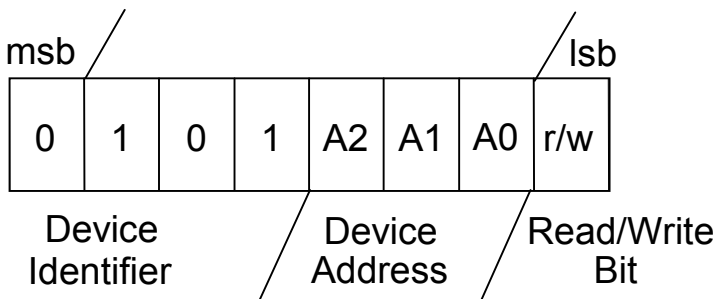 msb lsb
0 1 0 1 A2 A1 A0 r/w
Device Device Read/Write
Identifier Address Bit